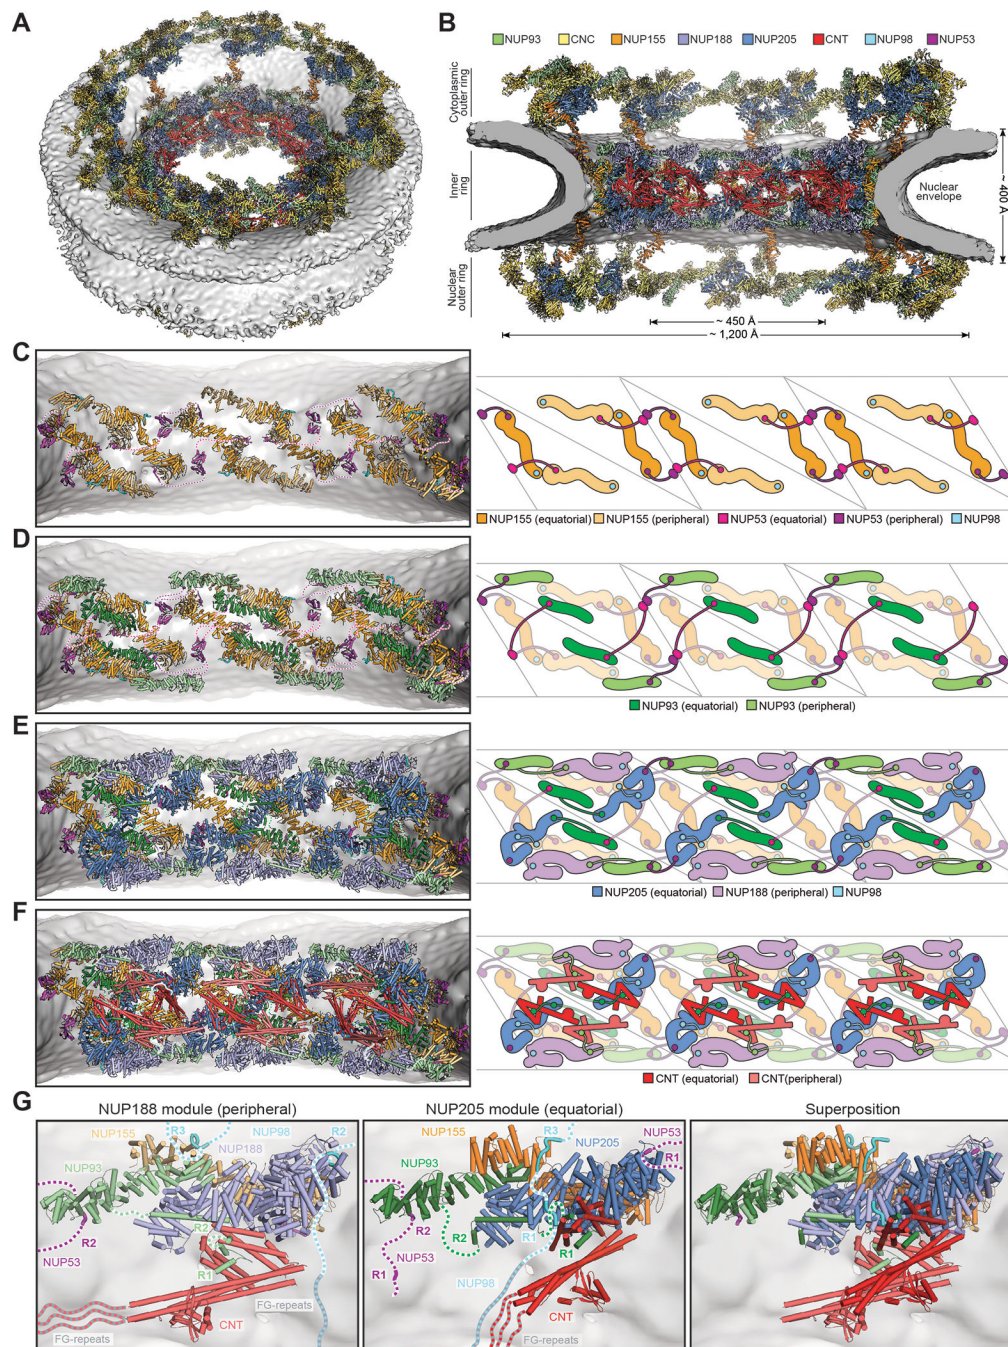 A
B
NUP93 CNC NUP155 NUP188 NUP205 CNT NUP98 NUP53
Cytoplasmic
outer ring
Inner
ring
Nuclear
outer ring
Nuclear
envelope
~ 400 Å
~ 450 Å
~ 1,200 Å
C
NUP155 (equatorial) NUP155 (peripheral) NUP53 (equatorial) NUP53 (peripheral) NUP98
D
NUP93 (equatorial) NUP93 (peripheral)
E
NUP205 (equatorial) NUP188 (peripheral) NUP98
F
CNT (equatorial) CNT(peripheral)
G
NUP188 module (peripheral)
NUP155 R3 NUP98 R2
NUP188
NUP93
R2
R2
NUP53
R1
FG-repeats
CNT
FG-repeats
NUP205 module (equatorial)
NUP155 R3 NUP53
NUP205 R1
NUP93
R2
R2
R1
R1
NUP53
R1
NUP98
CNT
FG-repeats
Superposition